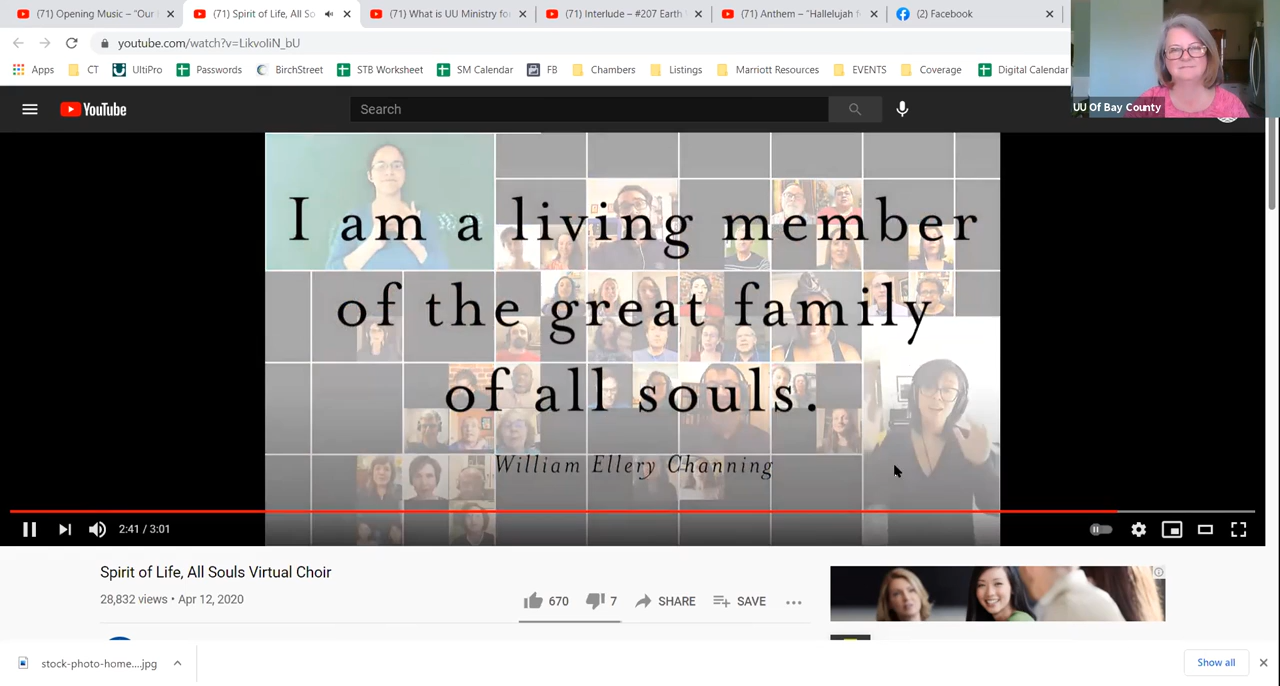 (71) Opening Music – "Our
(71) Spirit of Life, All So
(71) What is UU Ministry for
(71) Interlude – #207 Earth
(71) Anthem – "Hallelujah f
(2) Facebook
youtube.com/watch?v=LikvoIiN_bU
Apps
CT
UltiPro
Passwords
BirchStreet
STB Worksheet
SM Calendar
FB
Chambers
Listings
Marriott Resources
EVENTS
Coverage
Digital Calendar
UU Of Bay County
YouTube
Search
I am a living member
of the great family
of all souls.
William Ellery Channing
2:41 / 3:01
Spirit of Life, All Souls Virtual Choir
28,832 views • Apr 12, 2020
670
7
SHARE
SAVE
stock-photo-home....jpg
Show all